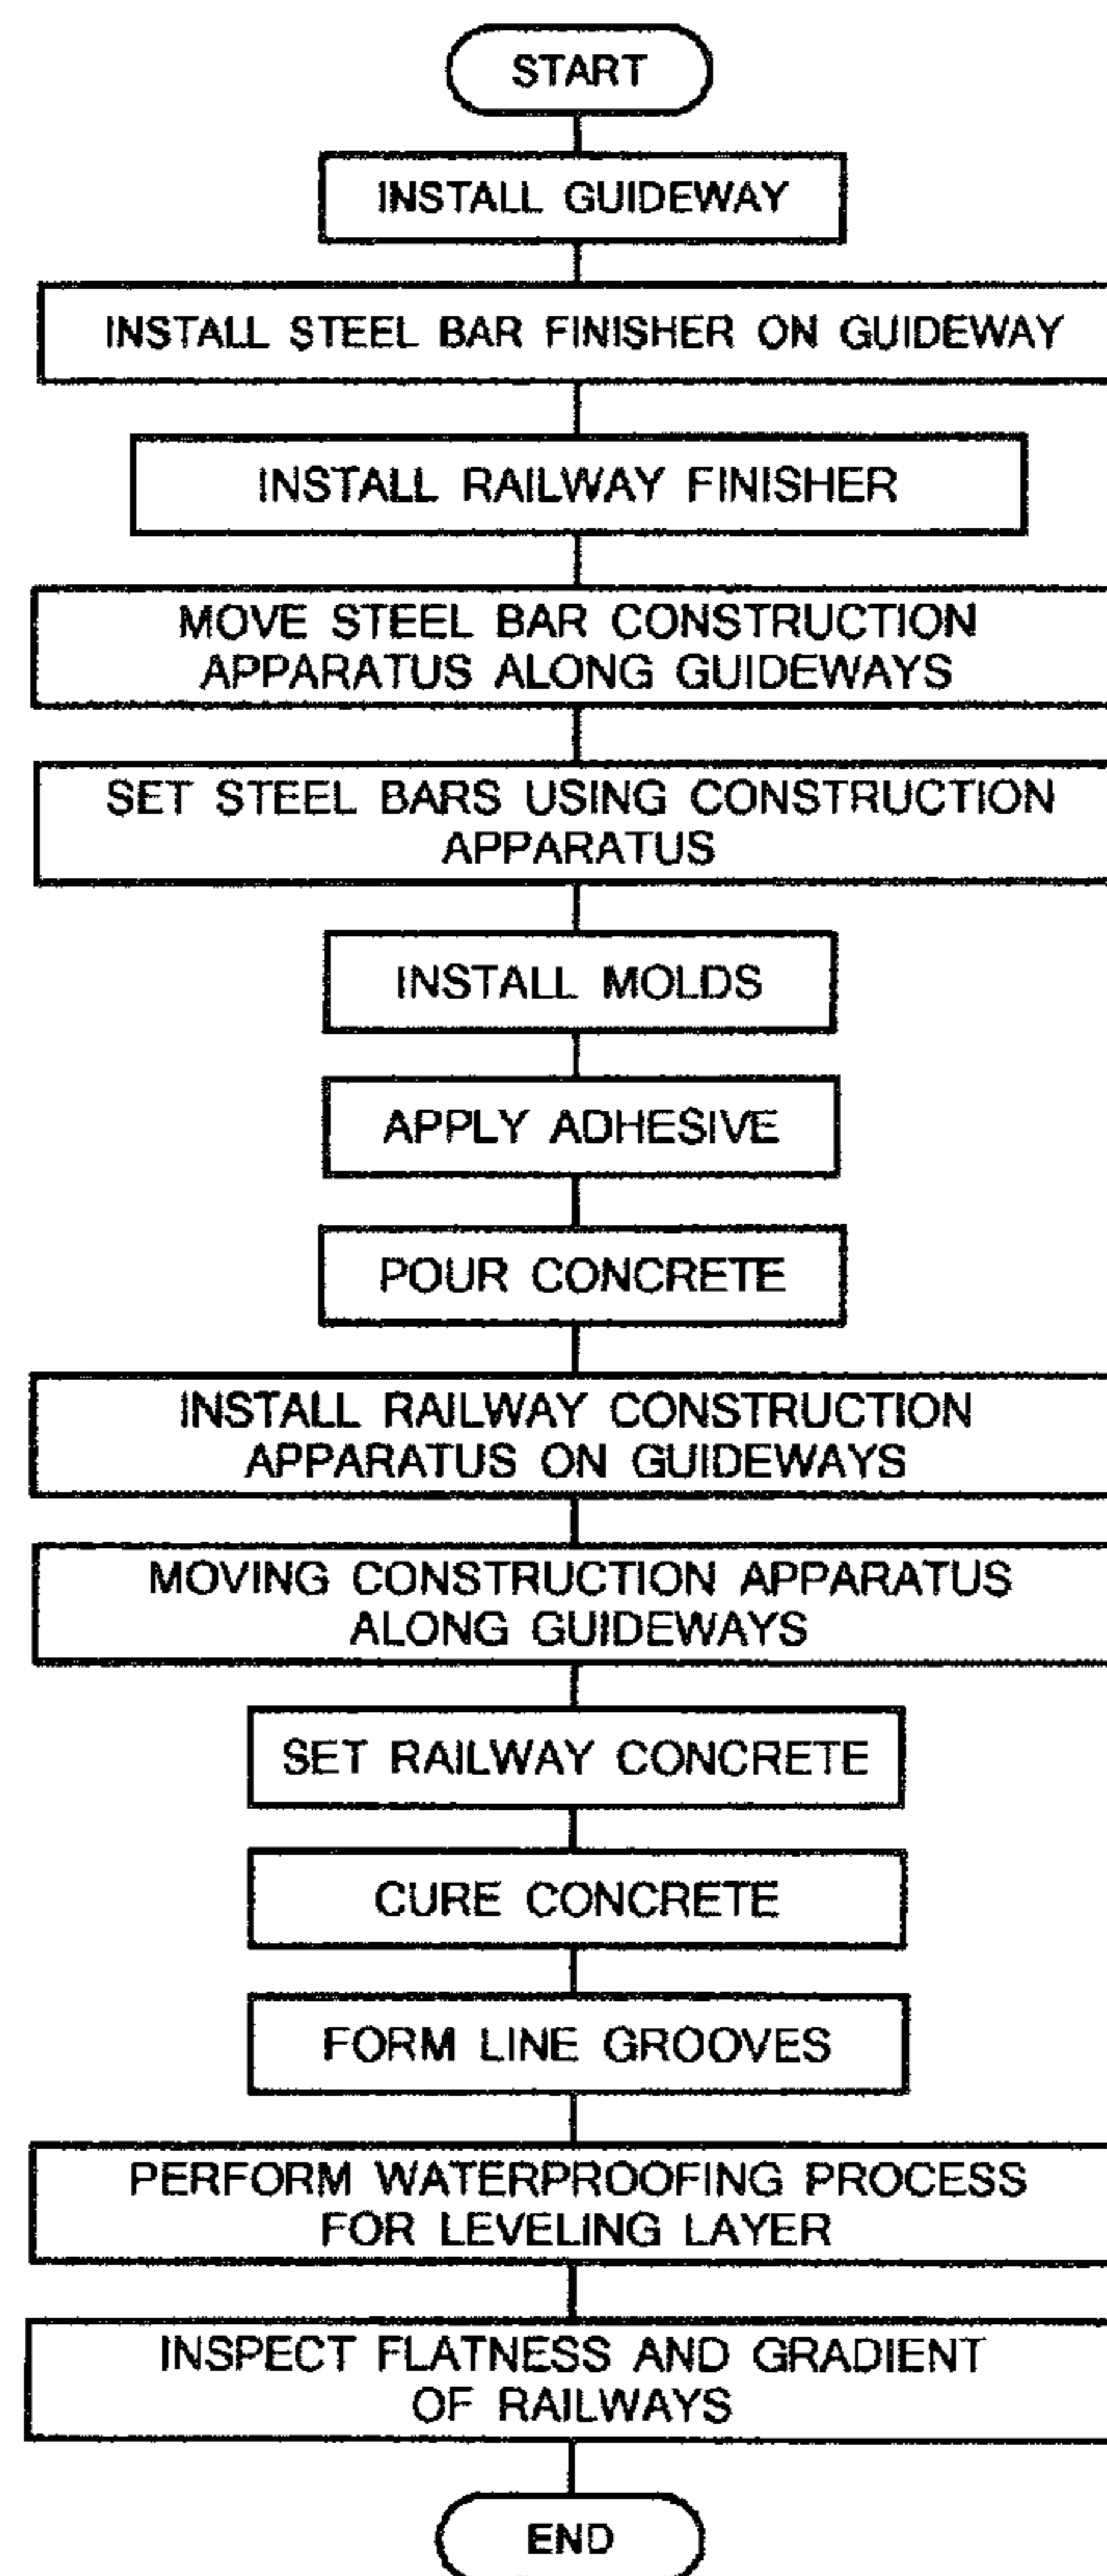 START
INSTALL GUIDEWAY
INSTALL STEEL BAR FINISHER ON GUIDEWAY
INSTALL RAILWAY FINISHER
MOVE STEEL BAR CONSTRUCTION
APPARATUS ALONG GUIDEWAYS
SET STEEL BARS USING CONSTRUCTION
APPARATUS
INSTALL MOLDS
APPLY ADHESIVE
POUR CONCRETE
INSTALL RAILWAY CONSTRUCTION
APPARATUS ON GUIDEWAYS
MOVING CONSTRUCTION APPARATUS
ALONG GUIDEWAYS
SET RAILWAY CONCRETE
CURE CONCRETE
FORM LINE GROOVES
PERFORM WATERPROOFING PROCESS
FOR LEVELING LAYER
INSPECT FLATNESS AND GRADIENT
OF RAILWAYS
END